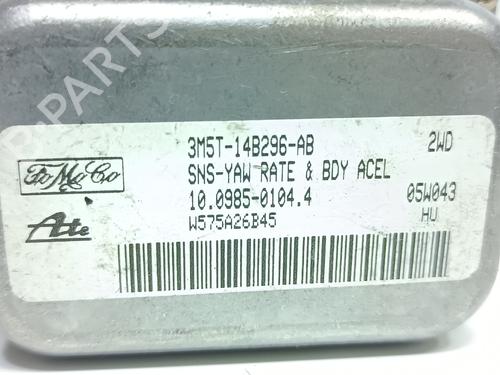 B-PARTS
3M5T-14B296-AB 2WD
SNS-YAW RATE & BDY ACEL
FoMoCo
10.0985-0104.4 05W043
Ate
W575A26B45 HU